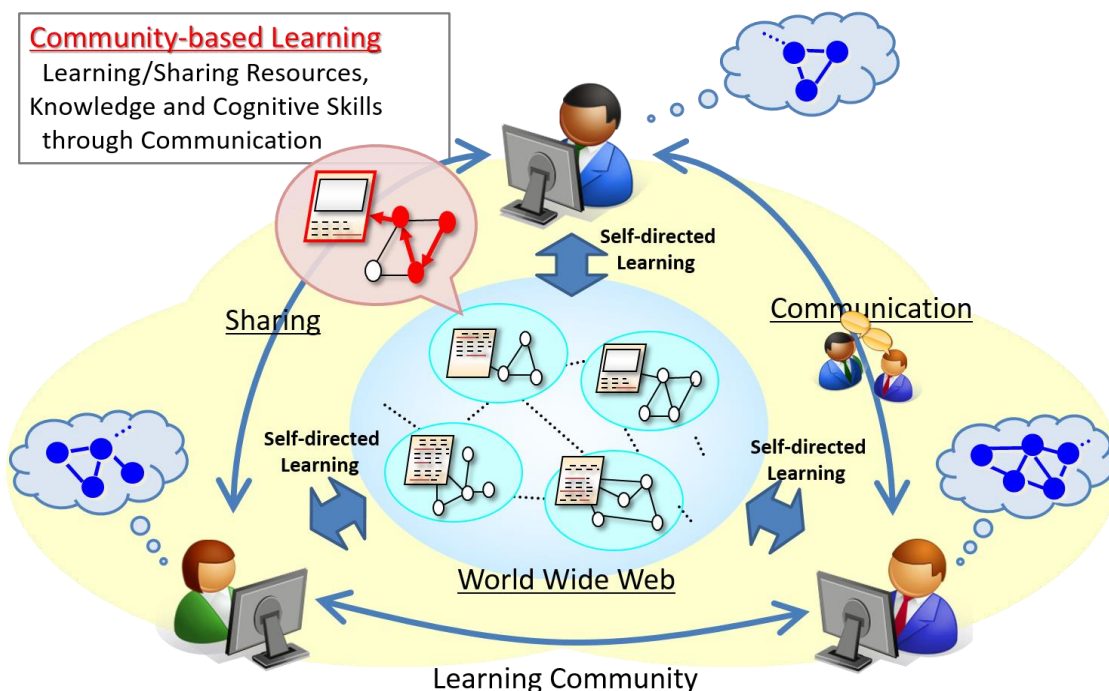 Community-based Learning
Learning/Sharing Resources,
Knowledge and Cognitive Skills
through Communication
Self-directed
Learning
Sharing
Communication
Self-directed
Learning
Self-directed
Learning
World Wide Web
Learning Community